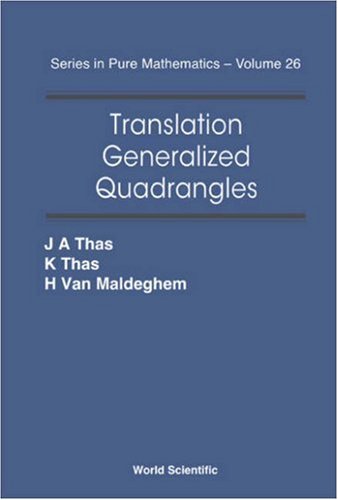 Series in Pure Mathematics – Volume 26
Translation
Generalized
Quadrangles
J A Thas
K Thas
H Van Maldeghem
World Scientific